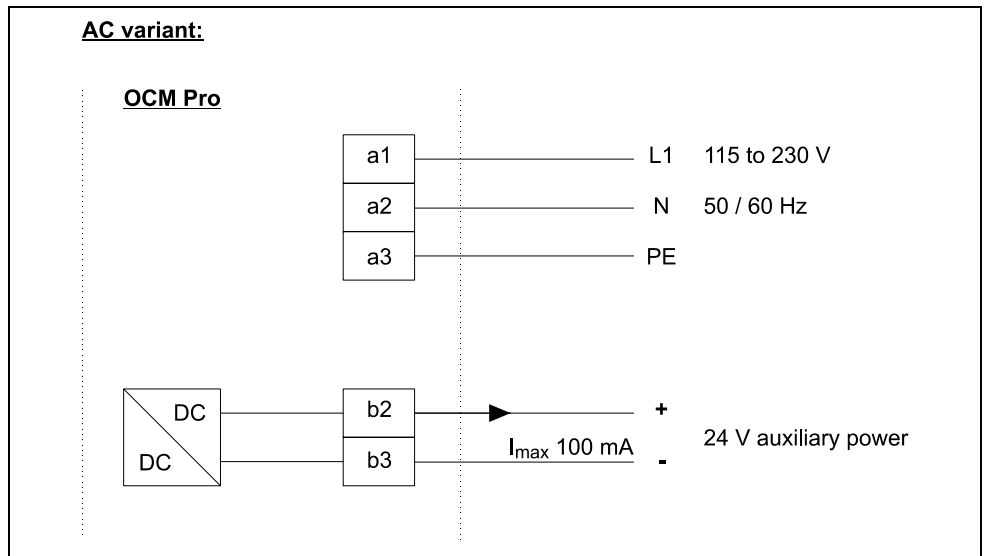 AC variant:
OCM Pro
a1 L1 115 to 230 V
a2 N 50 / 60 Hz
a3 PE
DC b2 +
24 V auxiliary power
Imax 100 mA
DC b3 -